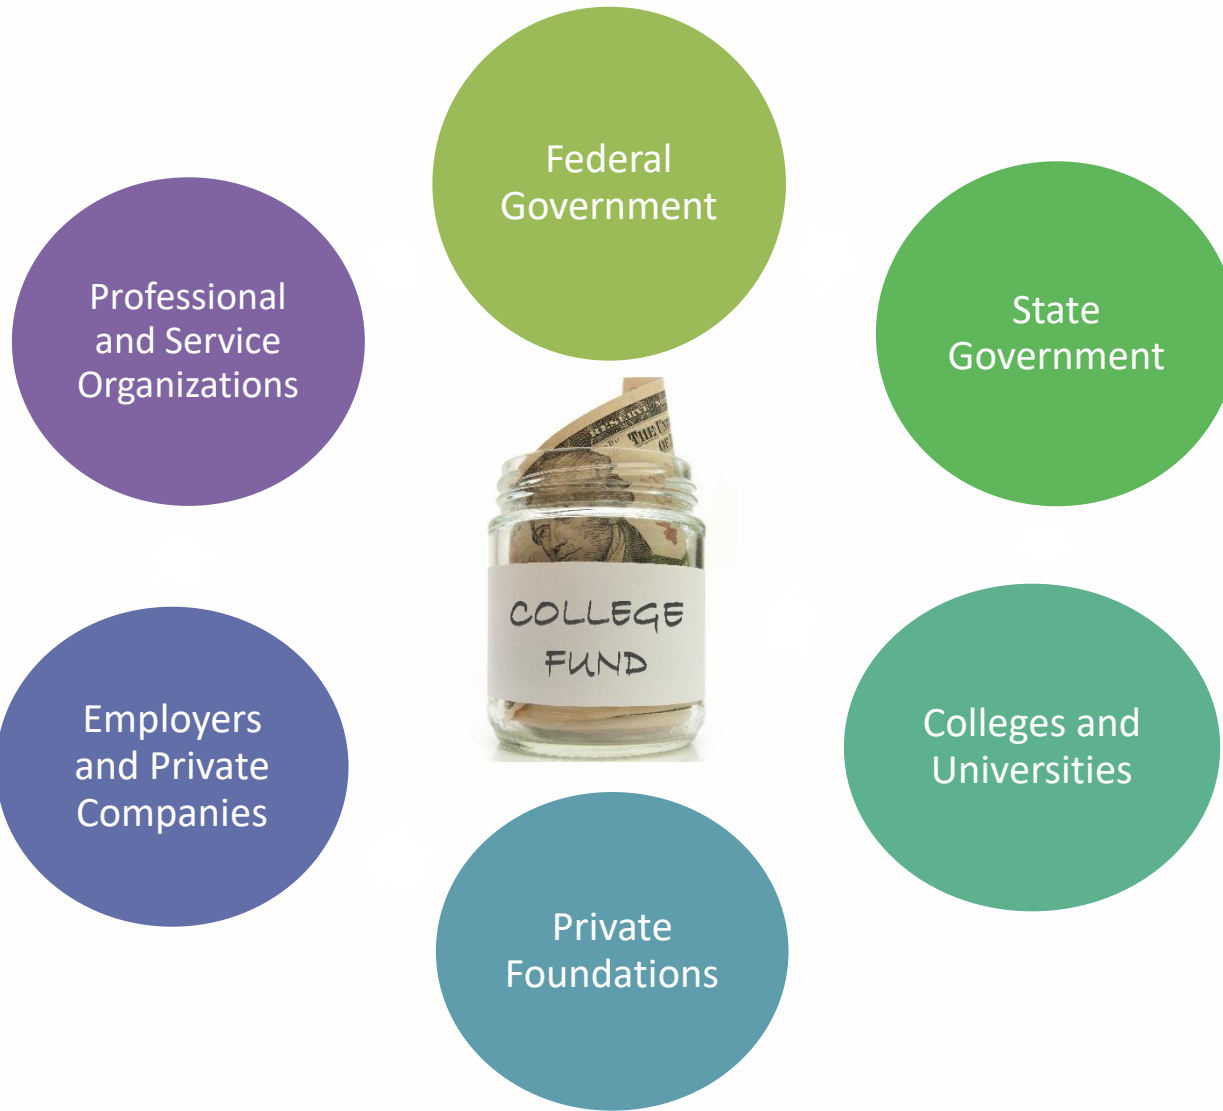 Federal
Government
State
Government
Colleges and
Universities
Private
Foundations
Employers
and Private
Companies
Professional
and Service
Organizations
COLLEGE
FUND